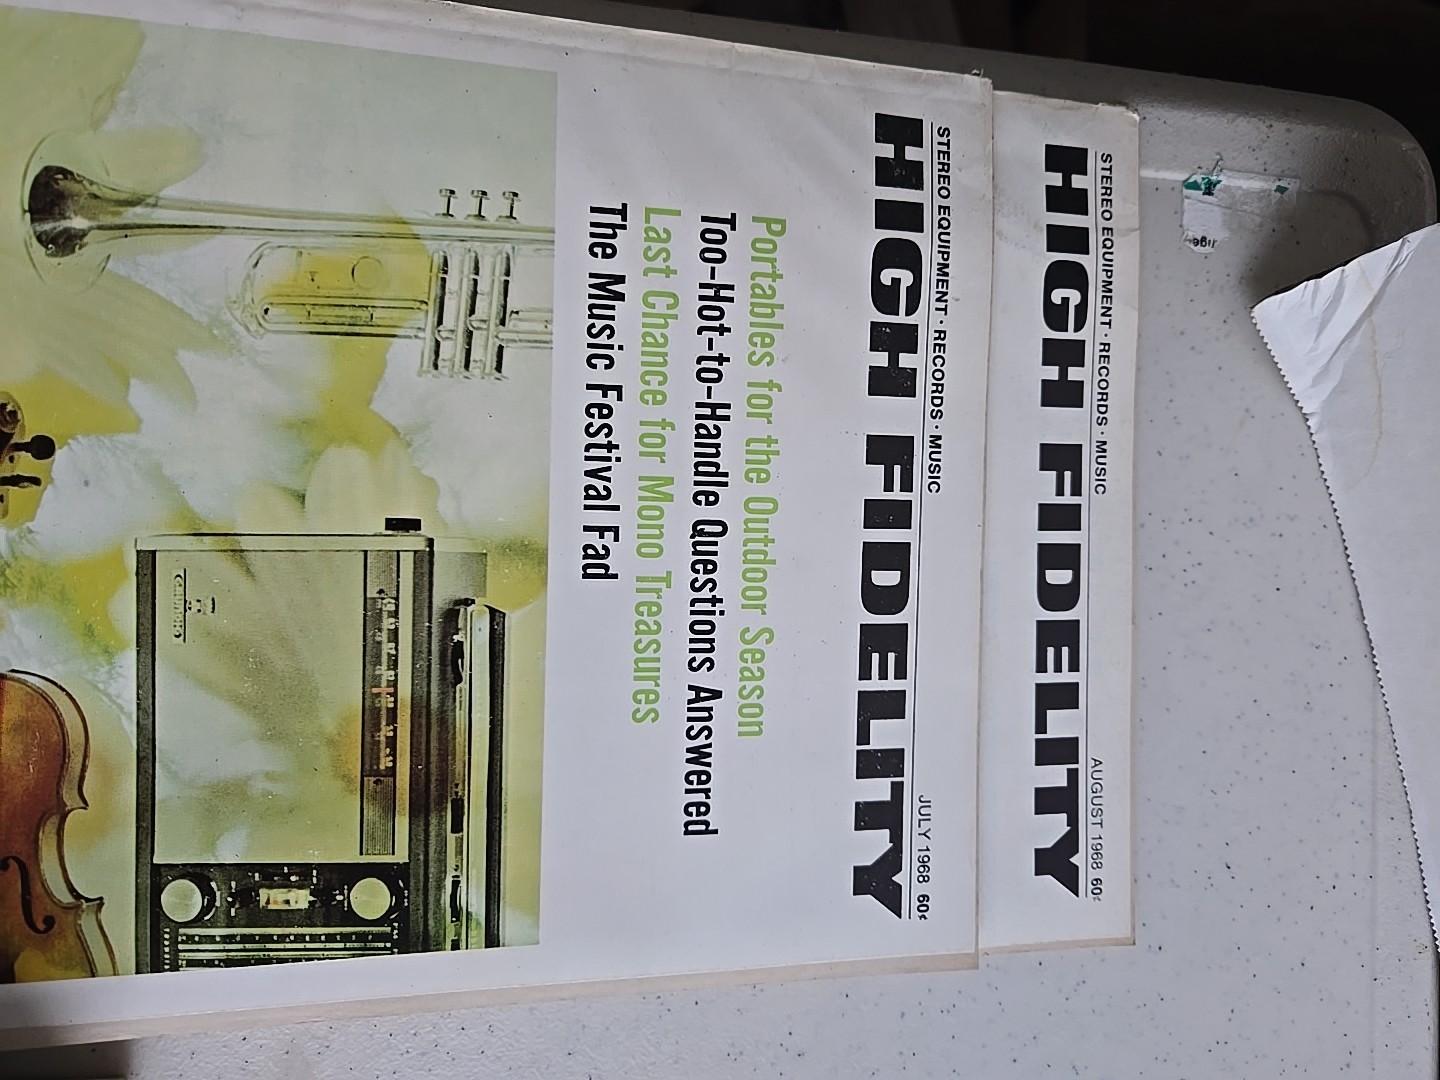 STEREO EQUIPMENT · RECORDS · MUSIC
AUGUST 1968 60¢
HIGH FIDELITY
STEREO EQUIPMENT · RECORDS · MUSIC
JULY 1968 60¢
HIGH FIDELITY
Portables for the Outdoor Season
Too-Hot-to-Handle Questions Answered
Last Chance for Mono Treasures
The Music Festival Fad
GRUNDIG